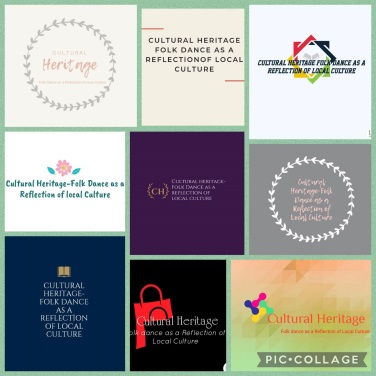 CULTURAL
Heritage
CULTURAL HERITAGE
FOLK DANCE AS A
REFLECTIONOF LOCAL
CULTURE
CULTURAL HERITAGE FOLK DANCE AS A
REFLECTION OF LOCAL CULTURE
Cultural Heritage-Folk Dance as a
Reflection of local Culture
CH
CULTURAL HERITAGE-
FOLK DANCE AS A
REFLECTION OF
LOCAL CULTURE
Cultural
Heritage-Folk
Dance as a
Reflection of
Local Culture
CULTURAL
HERITAGE-
FOLK DANCE
AS A
REFLECTION
OF LOCAL
CULTURE
Cultural Heritage
Folk dance as a Reflection of
Local Culture
Cultural Heritage
Folk dance as a Reflection of Local Culture
PIC•COLLAGE